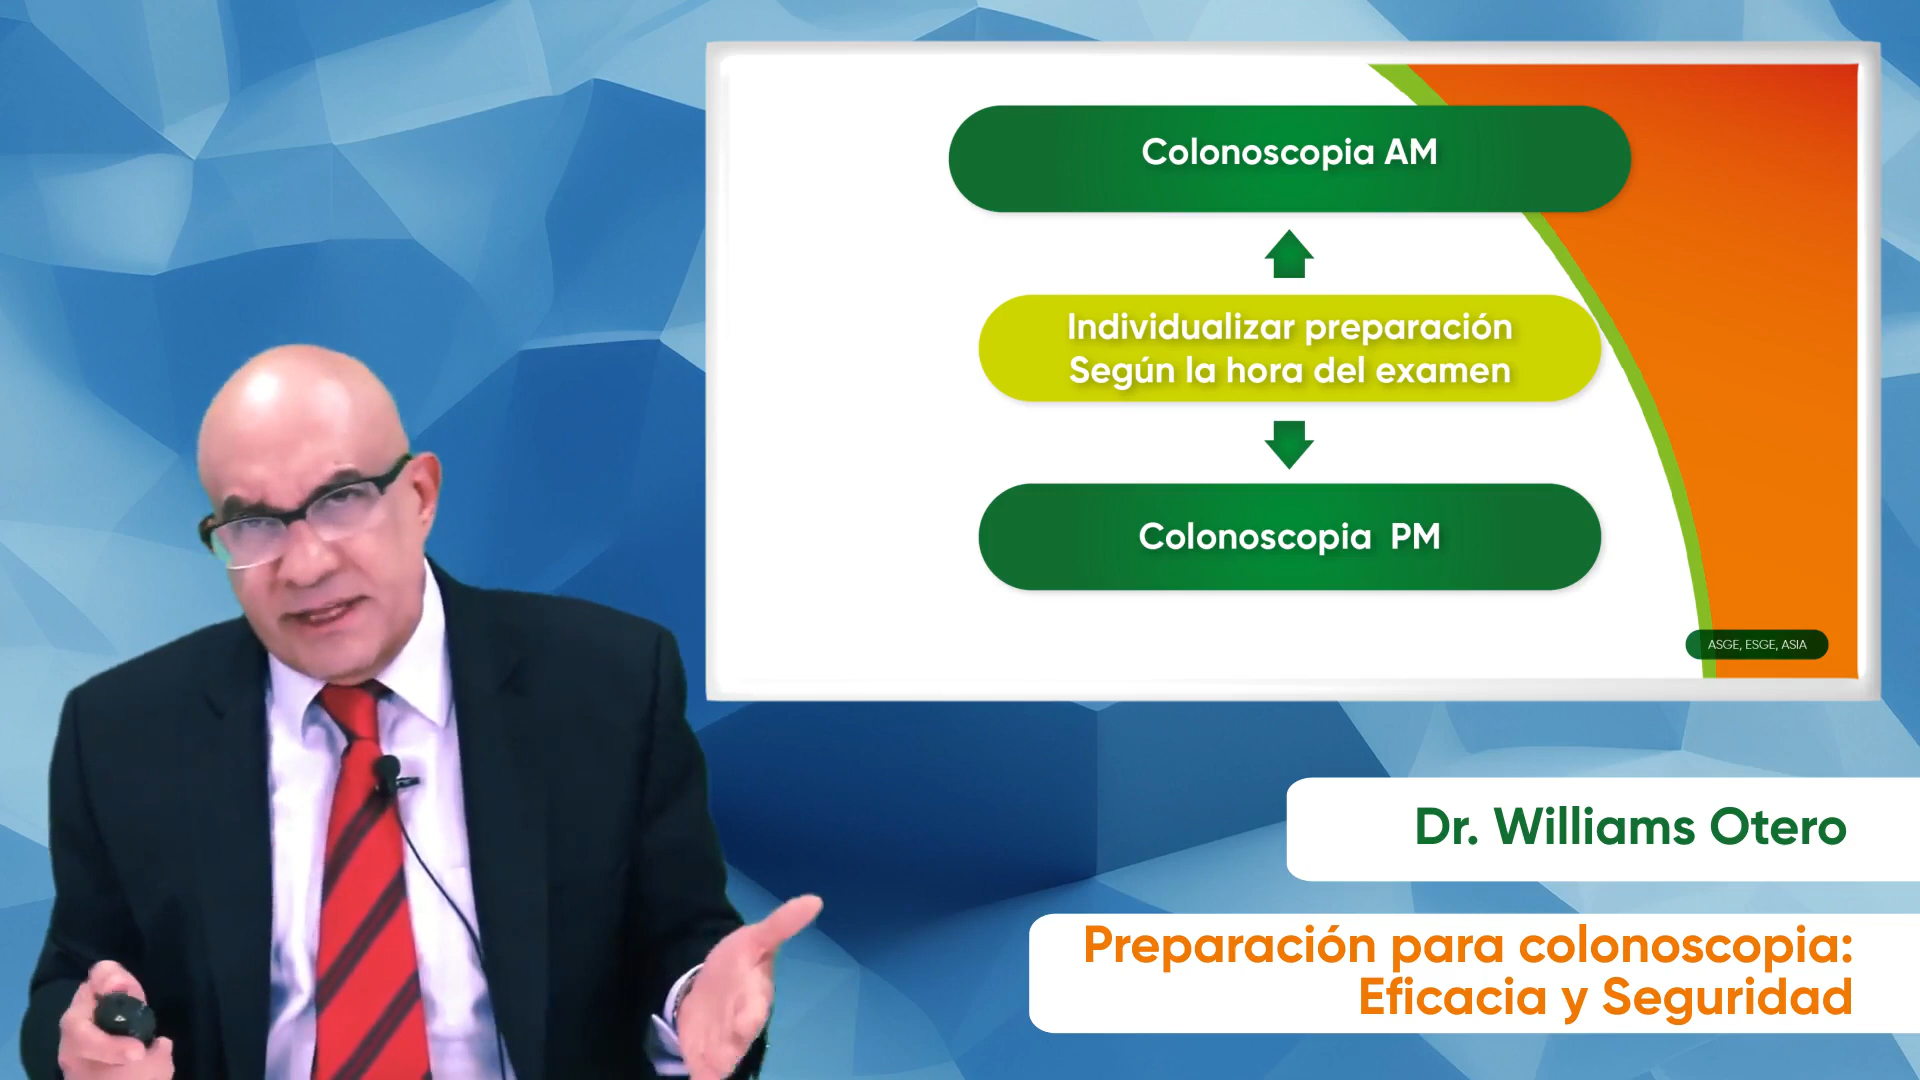 Colonoscopia AM
Individualizar preparación
Según la hora del examen
Colonoscopia PM
ASGE, ESGE, ASIA
Dr. Williams Otero
Preparación para colonoscopia:
Eficacia y Seguridad